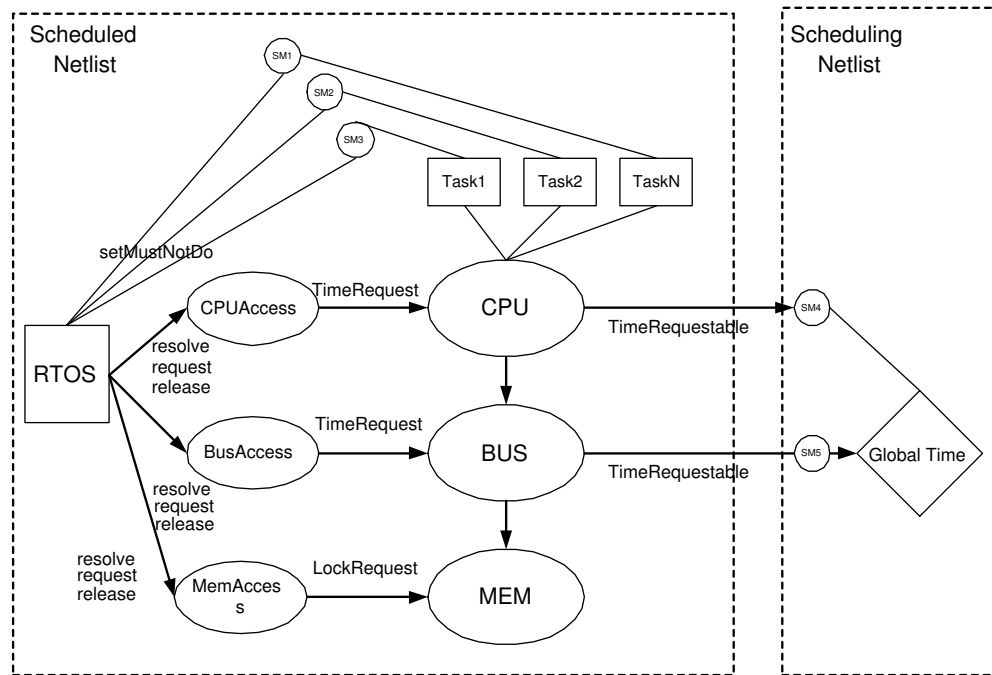 Scheduled
Netlist
Scheduling
Netlist
SM1
SM2
SM3
Task1
Task2
TaskN
setMustNotDo
CPUAccess
TimeRequest
CPU
TimeRequestable
SM4
RTOS
resolve
request
release
BusAccess
TimeRequest
BUS
TimeRequestable
SM5
Global Time
resolve
request
release
resolve
request
release
MemAcces
s
LockRequest
MEM